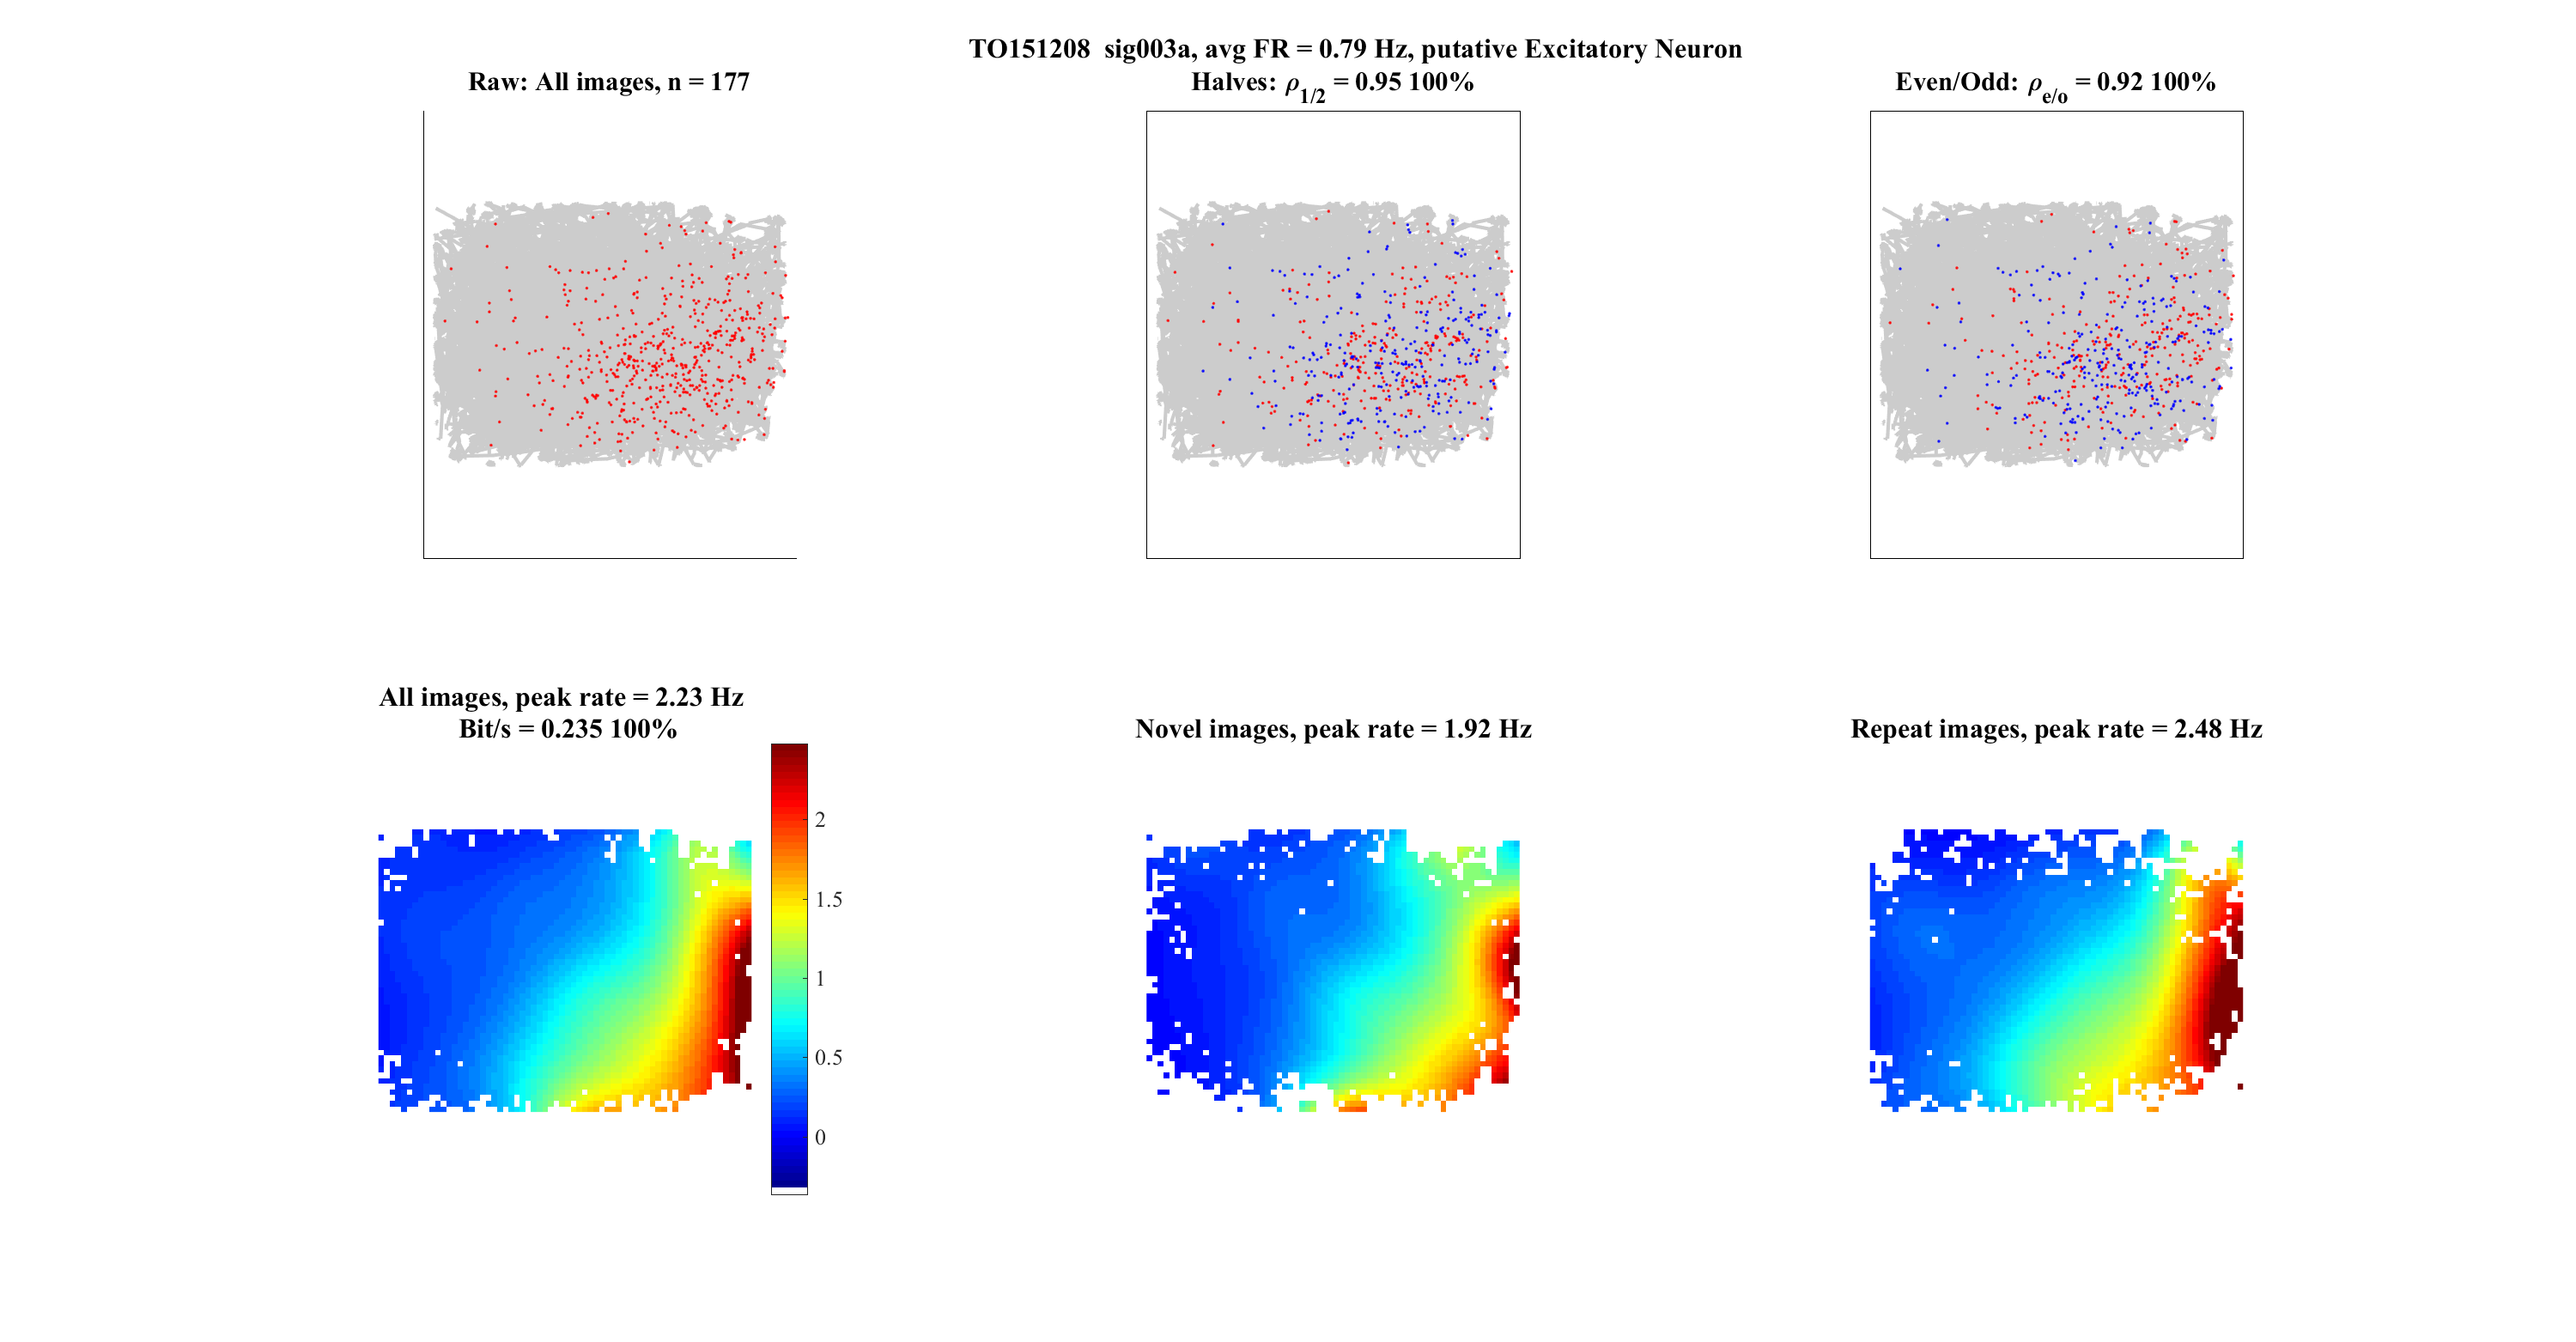 TO151208  sig003a, avg FR = 0.79 Hz, putative Excitatory Neuron
Raw: All images, n = 177
Halves: ρ1/2 = 0.95 100%
Even/Odd: ρe/o = 0.92 100%
All images, peak rate = 2.23 Hz
Bit/s = 0.235 100%
Novel images, peak rate = 1.92 Hz
Repeat images, peak rate = 2.48 Hz
2
1.5
1
0.5
0